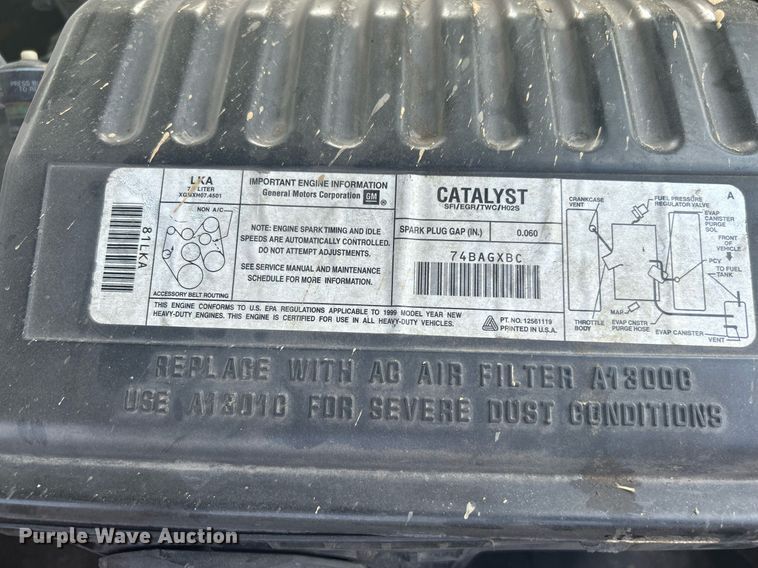 LKA
LITER
XGMXH07.4501
NON A/C
ACCESSORY BELT ROUTING
81LKA
IMPORTANT ENGINE INFORMATION
General Motors Corporation GM
NOTE: ENGINE SPARK TIMING AND IDLE
SPEEDS ARE AUTOMATICALLY CONTROLLED.
DO NOT ATTEMPT ADJUSTMENTS.
SEE SERVICE MANUAL AND MAINTENANCE
SCHEDULE FOR MORE INFORMATION.
CATALYST
SFI/EGR/TWC/HO2S
SPARK PLUG GAP (IN.) 0.060
74BAGXBC
THIS ENGINE CONFORMS TO U.S. EPA REGULATIONS APPLICABLE TO 1999 MODEL YEAR NEW
HEAVY-DUTY ENGINES. THIS ENGINE IS CERTIFIED FOR USE IN ALL HEAVY-DUTY VEHICLES.
PT. NO. 12561119
PRINTED IN U.S.A.
CRANKCASE
VENT
FUEL PRESSURE
REGULATOR VALVE
A
EVAP
CANISTER
PURGE
SOL
FRONT OF
VEHICLE
PCV
TO FUEL
TANK
MAP
THROTTLE
BODY
EVAP CNSTR
PURGE HOSE
EVAP CANISTER
VENT
REPLACE WITH AC AIR FILTER A1300C
USE A1301C FOR SEVERE DUST CONDITIONS
Purple Wave Auction